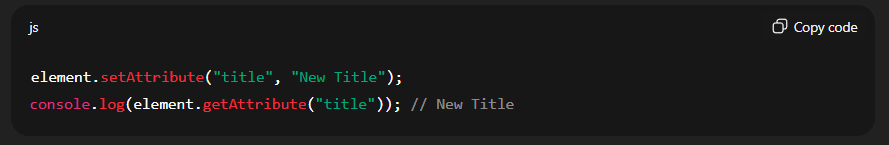 js
Copy code
element.setAttribute("title", "New Title");
console.log(element.getAttribute("title")); // New Title